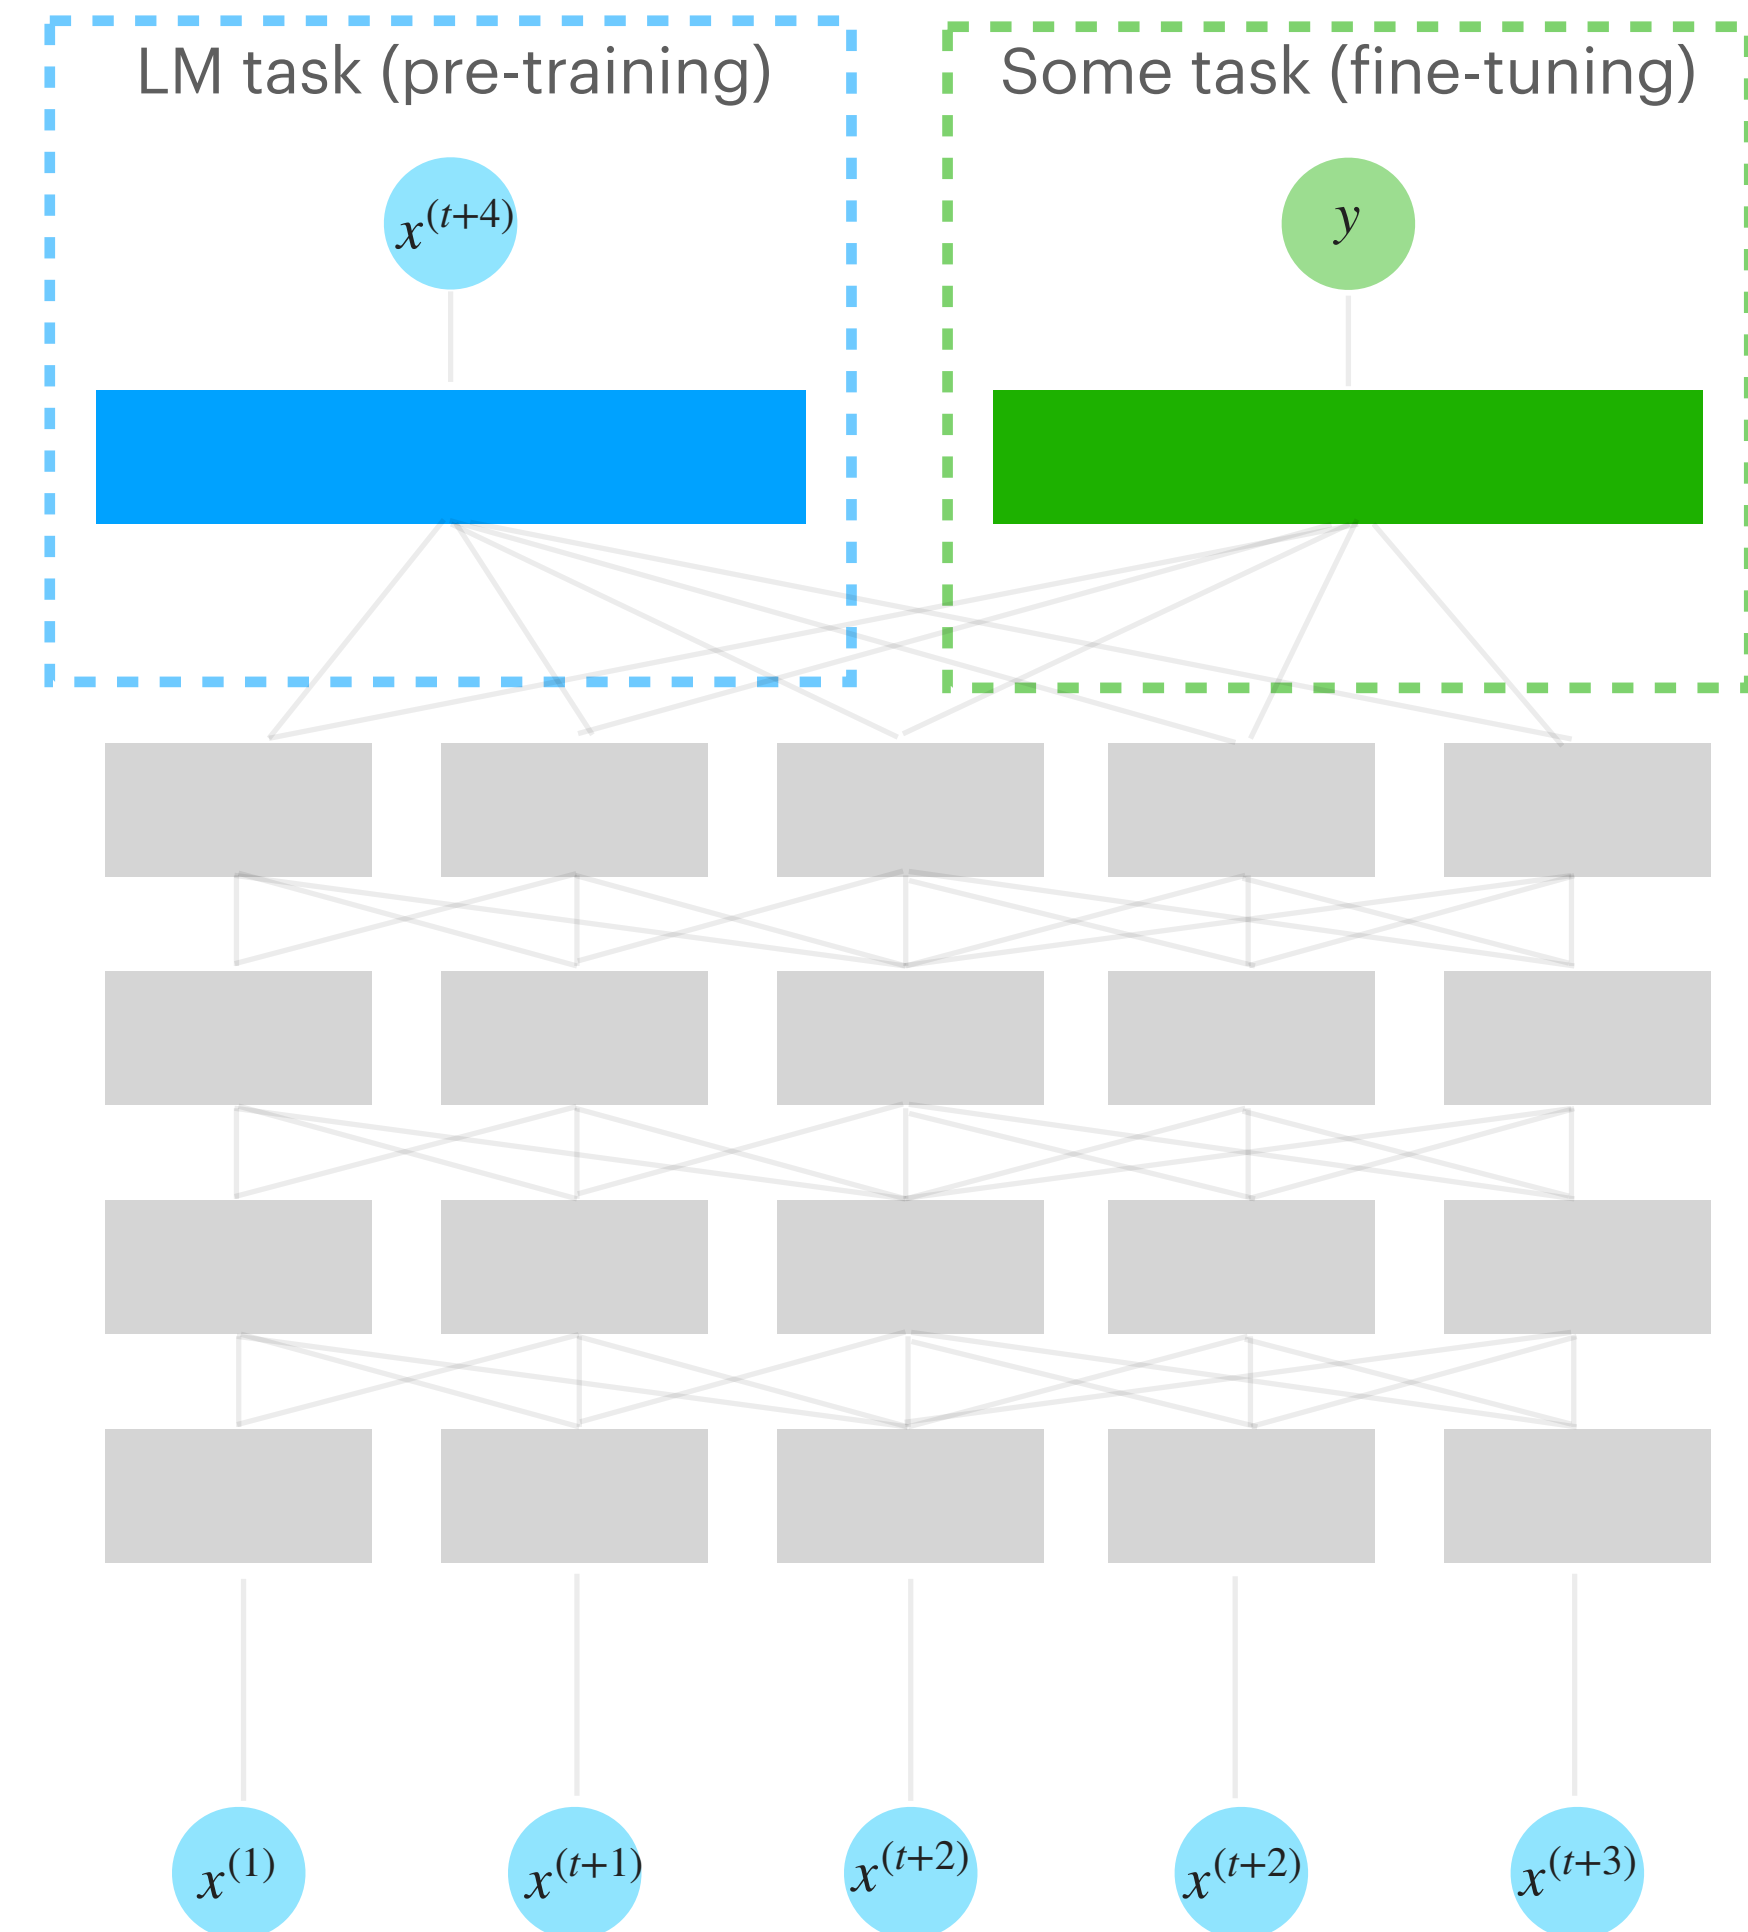 LM task (pre-training) Some task (fine-tuning)
x^(t+4) y
x^(1) x^(t+1) x^(t+2) x^(t+2) x^(t+3)